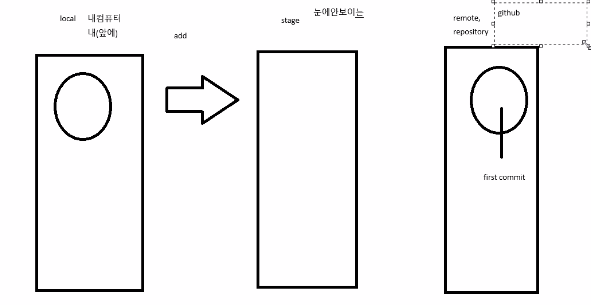 local 내컴퓨터
내(앞에)
add
stage
눈에안보이는
remote,
repository
github
first commit